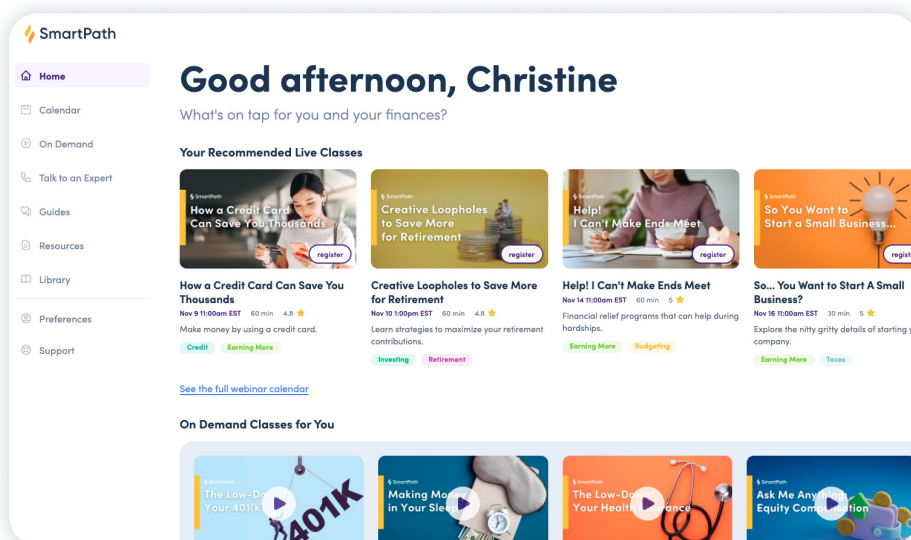 SmartPath
Home
Calendar
On Demand
Talk to an Expert
Guides
Resources
Library
Preferences
Support
Good afternoon, Christine
What's on tap for you and your finances?
Your Recommended Live Classes
SmartPath
How a Credit Card
Can Save You Thousands
register
How a Credit Card Can Save You
Thousands
Nov 9 11:00am EST 60 min 4.8
Make money by using a credit card.
Credit Earning More
SmartPath
Creative Loopholes
to Save More
for Retirement
register
Creative Loopholes to Save More
for Retirement
Nov 10 1:00pm EST 60 min 4.8
Learn strategies to maximize your retirement
contributions.
Investing Retirement
SmartPath
Help!
I Can't Make Ends Meet
register
Help! I Can't Make Ends Meet
Nov 14 11:00am EST 60 min 5
Financial relief programs that can help during
hardships.
Earning More Budgeting
SmartPath
So You Want to
Start a Small Business...
regist
So... You Want to Start A Small
Business?
Nov 16 11:00am EST 30 min 5
Explore the nitty gritty details of starting y
company.
Earning More Taxes
See the full webinar calendar
On Demand Classes for You
SmartPath
The Low-Do
Your 401(k)
401K
SmartPath
Making Money
in Your Sleep
SmartPath
The Low-Dow
Your Health Insurance
SmartPath
Ask Me Anything:
Equity Compensation